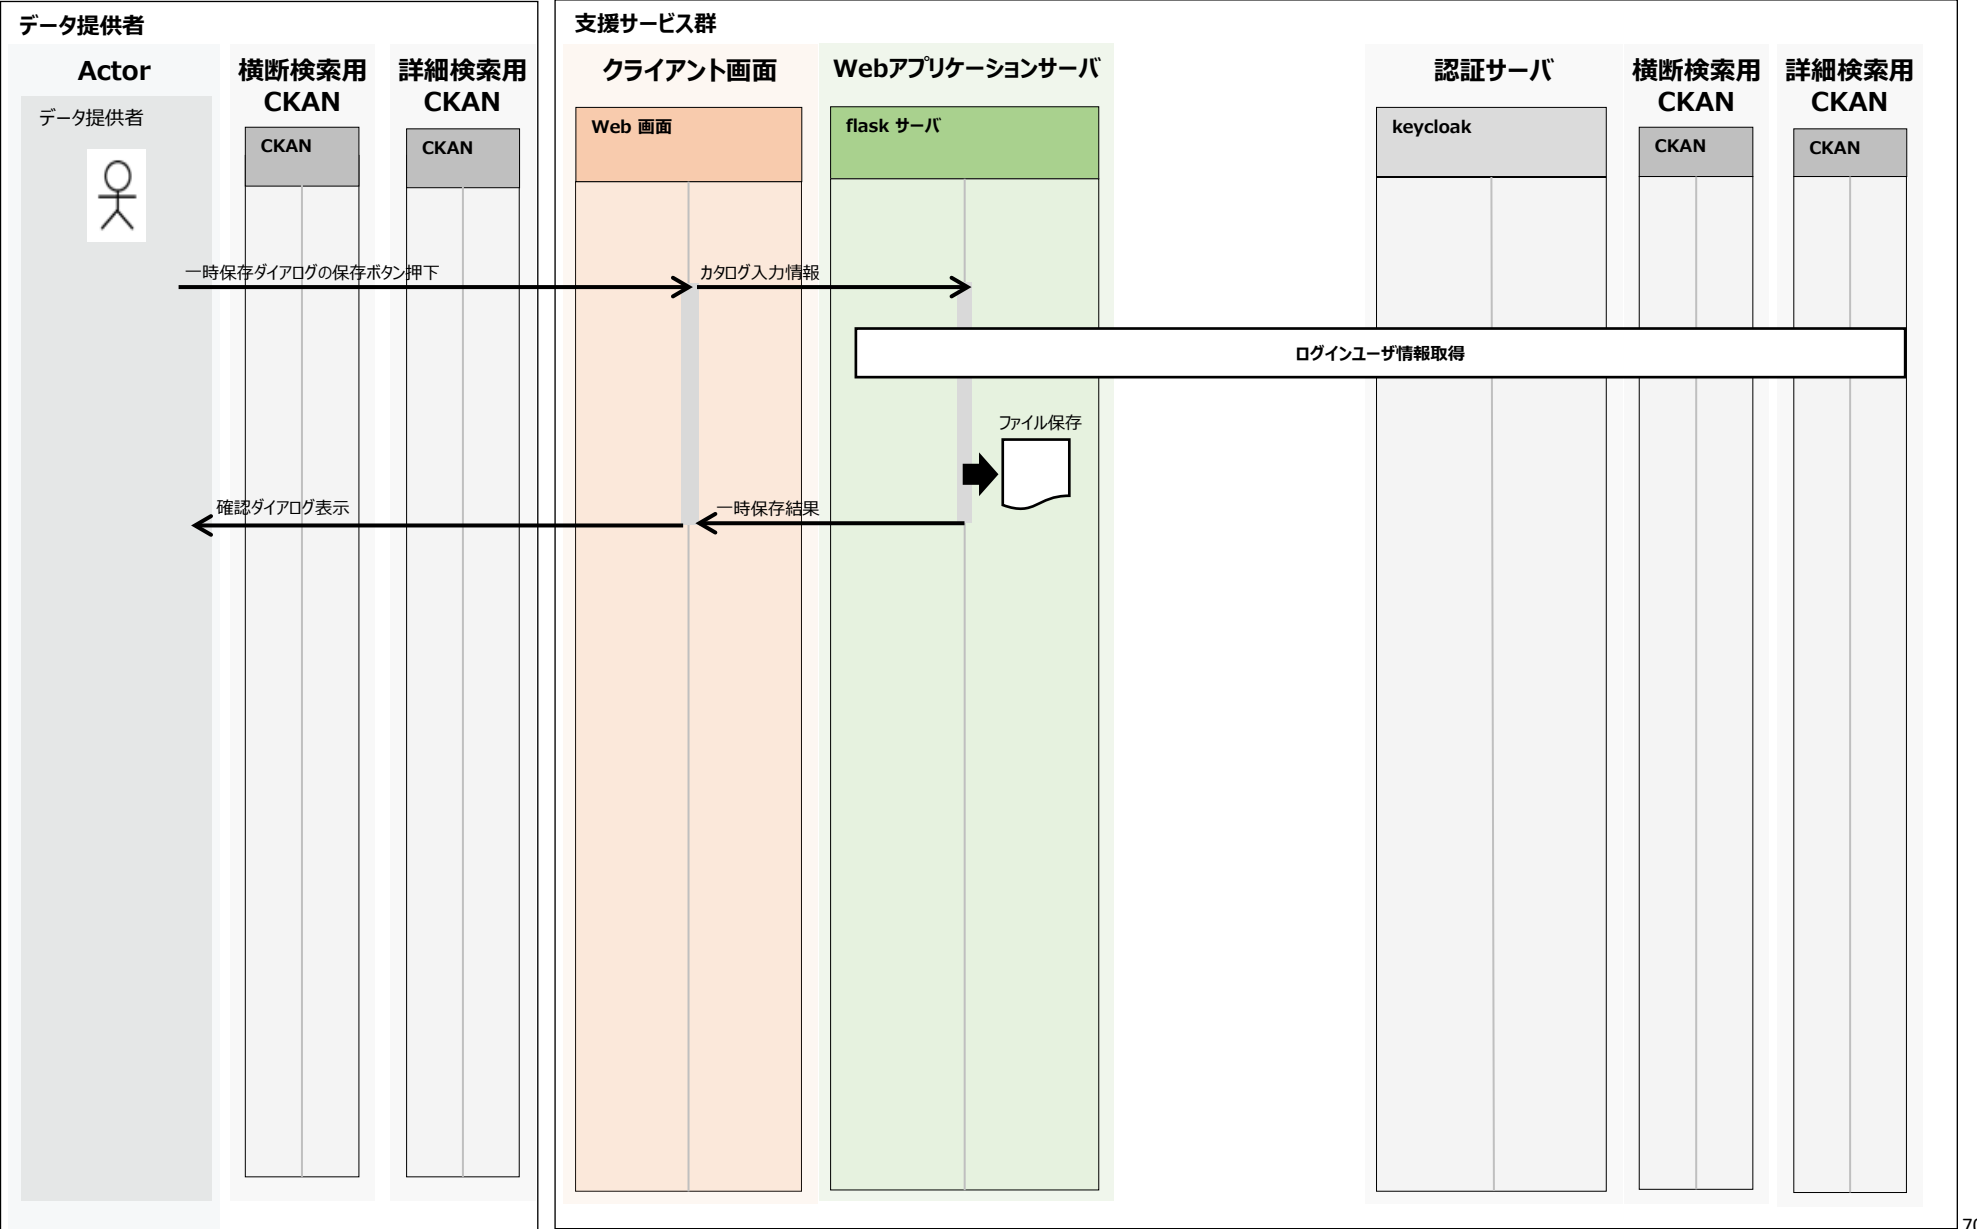 データ提供者
支援サービス群
Actor
横断検索用
CKAN
詳細検索用
CKAN
クライアント画面
Webアプリケーションサーバ
認証サーバ
横断検索用
CKAN
詳細検索用
CKAN
データ提供者
CKAN
CKAN
Web 画面
flask サーバ
keycloak
CKAN
CKAN
一時保存ダイアログの保存ボタン押下
カタログ入力情報
ログインユーザ情報取得
ファイル保存
確認ダイアログ表示
一時保存結果